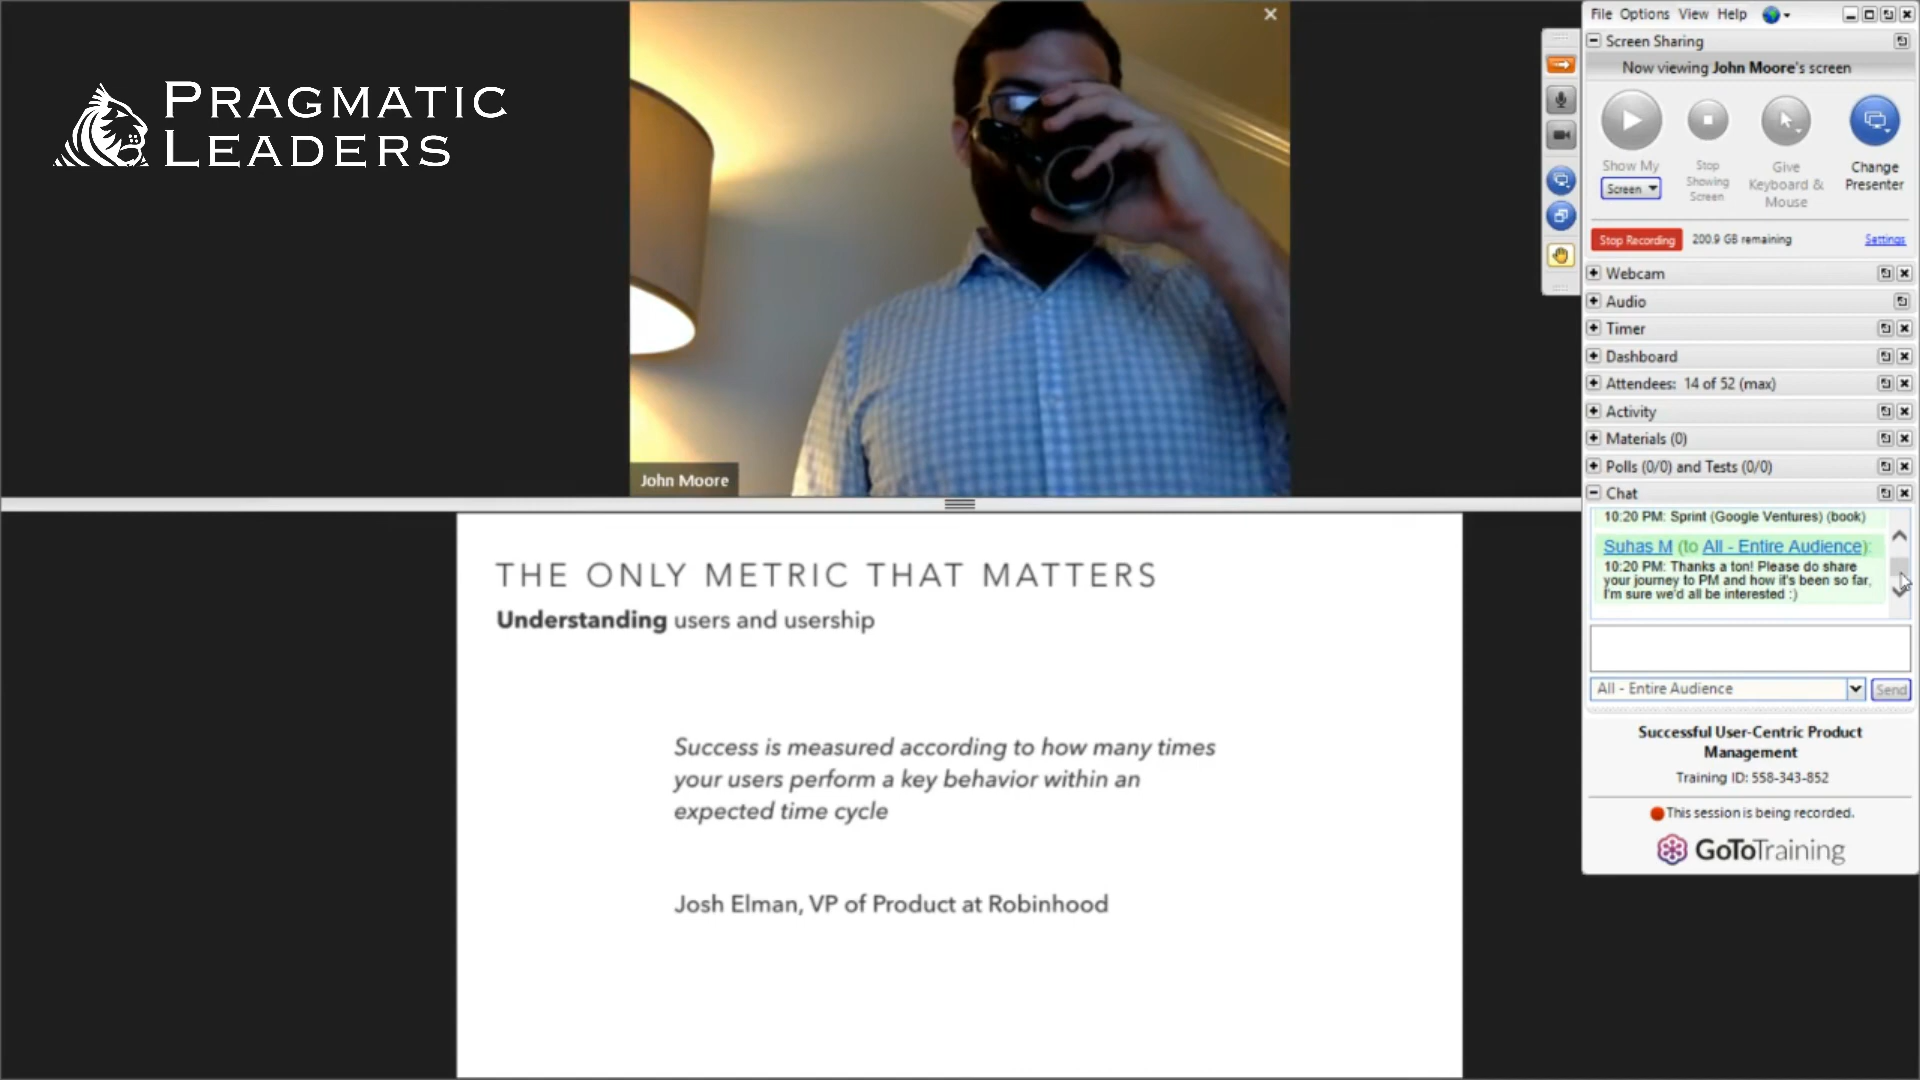 PRAGMATIC
LEADERS
John Moore
THE ONLY METRIC THAT MATTERS
Understanding users and usership
Success is measured according to how many times
your users perform a key behavior within an
expected time cycle
Josh Elman, VP of Product at Robinhood
File Options View Help
Screen Sharing
Now viewing John Moore's screen
Show My
Screen
Stop
Showing
Screen
Give
Keyboard &
Mouse
Change
Presenter
Stop Recording 200.9 GB remaining Settings
Webcam
Audio
Timer
Dashboard
Attendees: 14 of 52 (max)
Activity
Materials (0)
Polls (0/0) and Tests (0/0)
Chat
10:20 PM: Sprint (Google Ventures) (book)
Suhas M (to All - Entire Audience):
10:20 PM: Thanks a ton! Please do share
your journey to PM and how it's been so far,
I'm sure we'd all be interested :)
All - Entire Audience Send
Successful User-Centric Product
Management
Training ID: 558-343-852
This session is being recorded.
GoToTraining